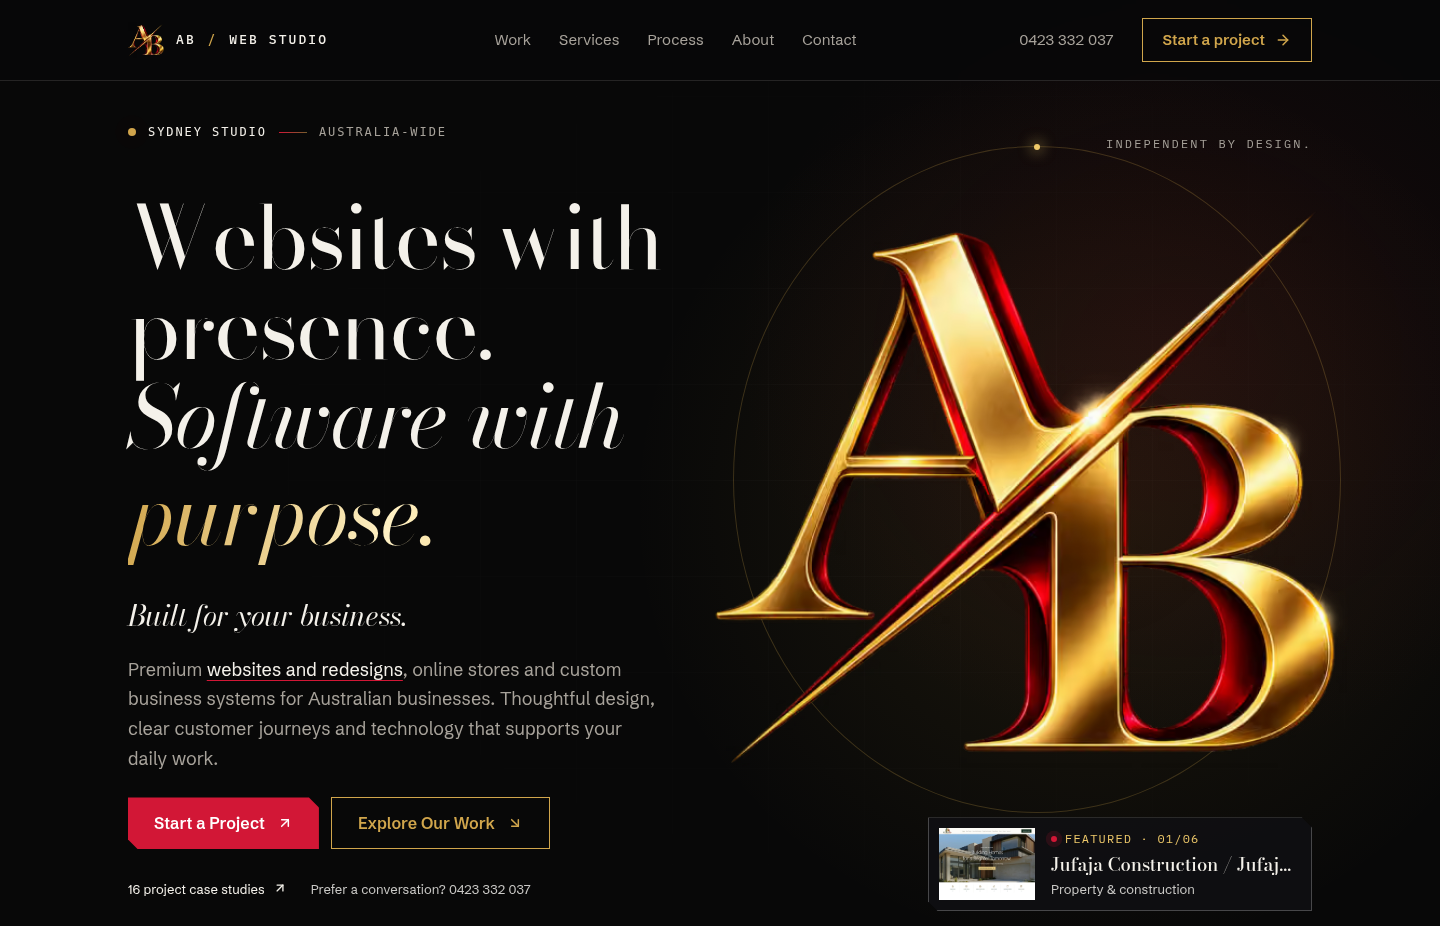 AB / WEB STUDIO
Work Services Process About Contact
0423 332 037
Start a project
SYDNEY STUDIO AUSTRALIA-WIDE
INDEPENDENT BY DESIGN.
Websites with
presence.
Software with
purpose.
AB
Built for your business.
Premium websites and redesigns, online stores and custom
business systems for Australian businesses. Thoughtful design,
clear customer journeys and technology that supports your
daily work.
Start a Project
Explore Our Work
16 project case studies
Prefer a conversation? 0423 332 037
FEATURED · 01/06
Jufaja Construction / Jufaj...
Property & construction